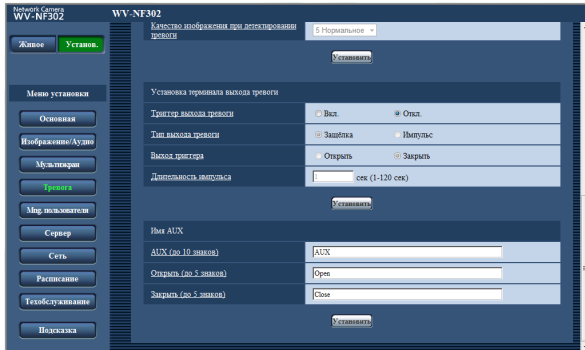 Network Camera
WV-NF302
WV-NF302
Живое
Установ.
Меню установки
Основная
Изображение/Аудио
Мультиэкран
Тревога
Mng. пользователя
Сервер
Сеть
Расписание
Техобслуживание
Подсказка
Качество изображения при детектировании
тревоги
5 Нормальное
Установить
Установка терминала выхода тревоги
Триггер выхода тревоги
Вкл.
Откл.
Тип выхода тревоги
Защёлка
Импульс
Выход триггера
Открыть
Закрыть
Длительность импульса
1
сек (1-120 сек)
Установить
Имя AUX
AUX (до 10 знаков)
AUX
Открыть (до 5 знаков)
Open
Закрыть (до 5 знаков)
Close
Установить